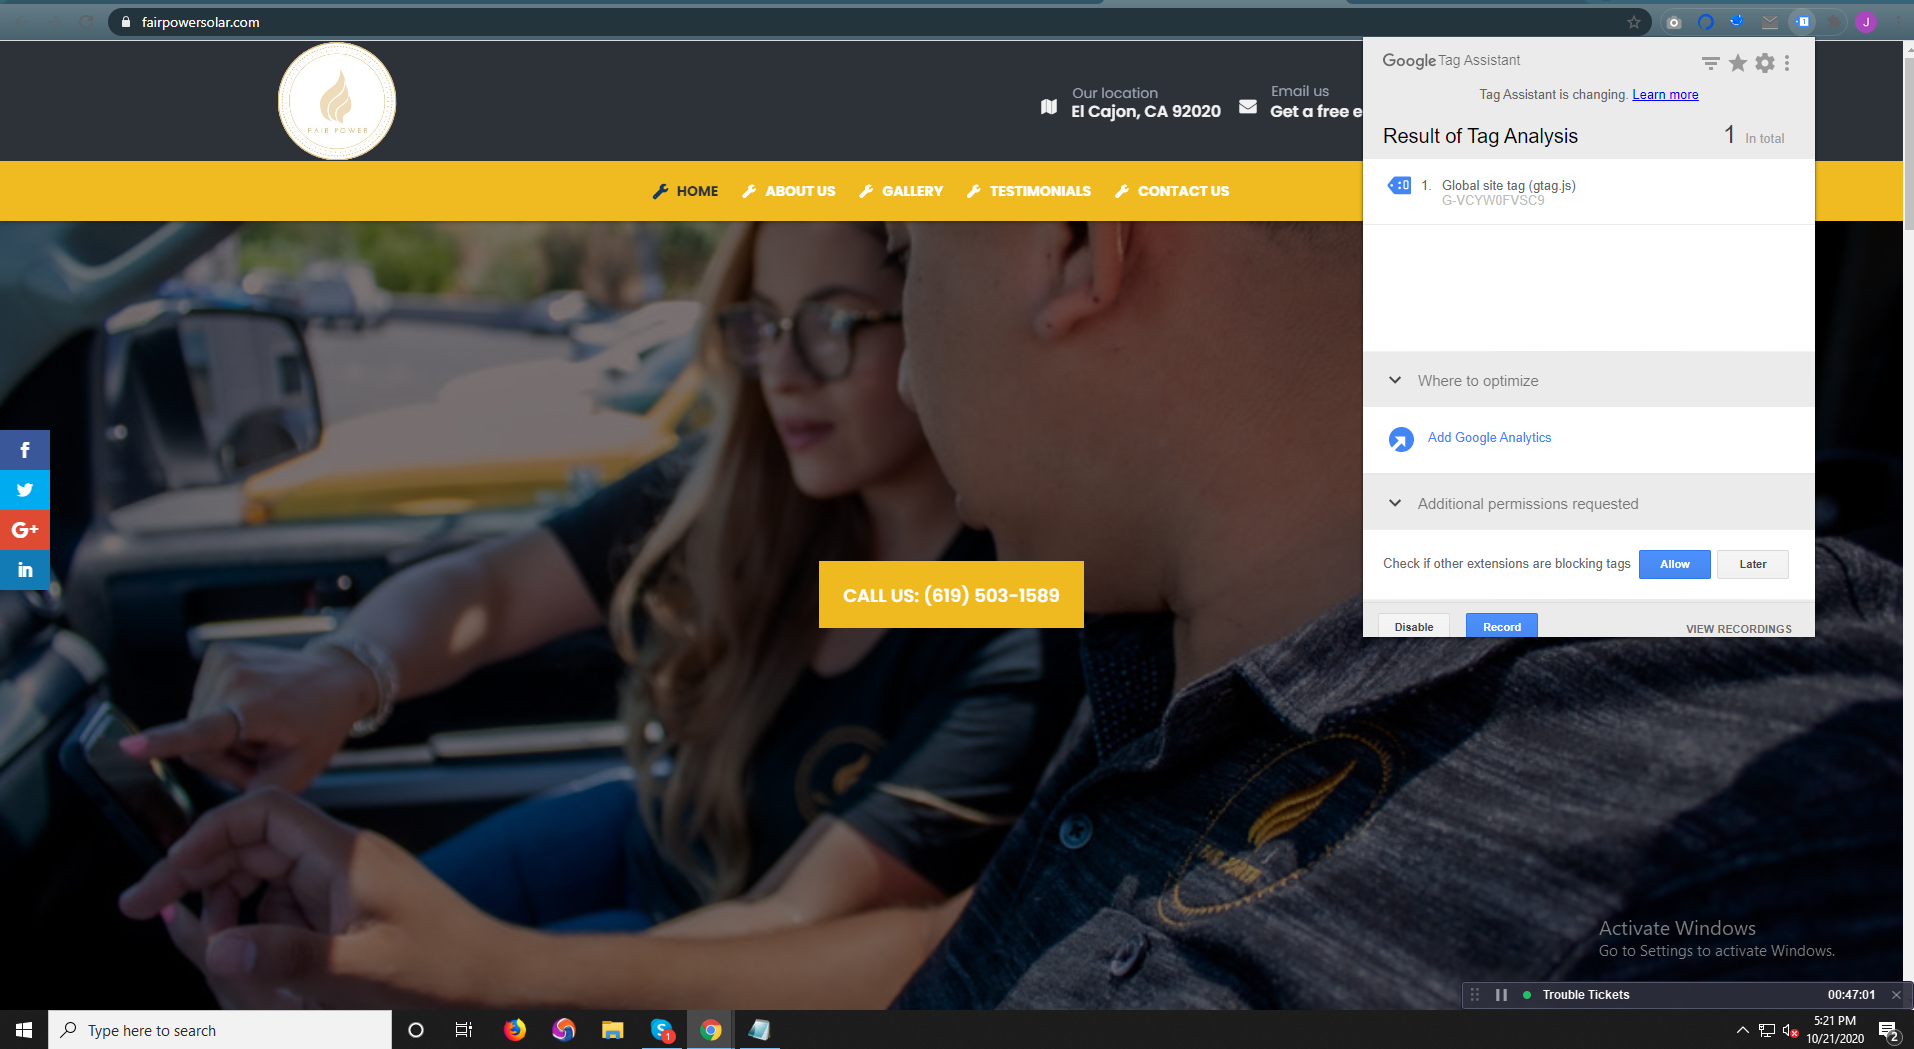 fairpowersolar.com
J
FAIR POWER
Our location
El Cajon, CA 92020
Email us
Get a free e
HOME
ABOUT US
GALLERY
TESTIMONIALS
CONTACT US
Google Tag Assistant
Tag Assistant is changing. Learn more
Result of Tag Analysis
1 In total
1. Global site tag (gtag.js)
G-VCYW0FVSC9
Where to optimize
Add Google Analytics
Additional permissions requested
Check if other extensions are blocking tags
Allow
Later
Disable
Record
VIEW RECORDINGS
f
G+
in
CALL US: (619) 503-1589
Activate Windows
Go to Settings to activate Windows.
Trouble Tickets
00:47:01
Type here to search
1
5:21 PM
10/21/2020
2